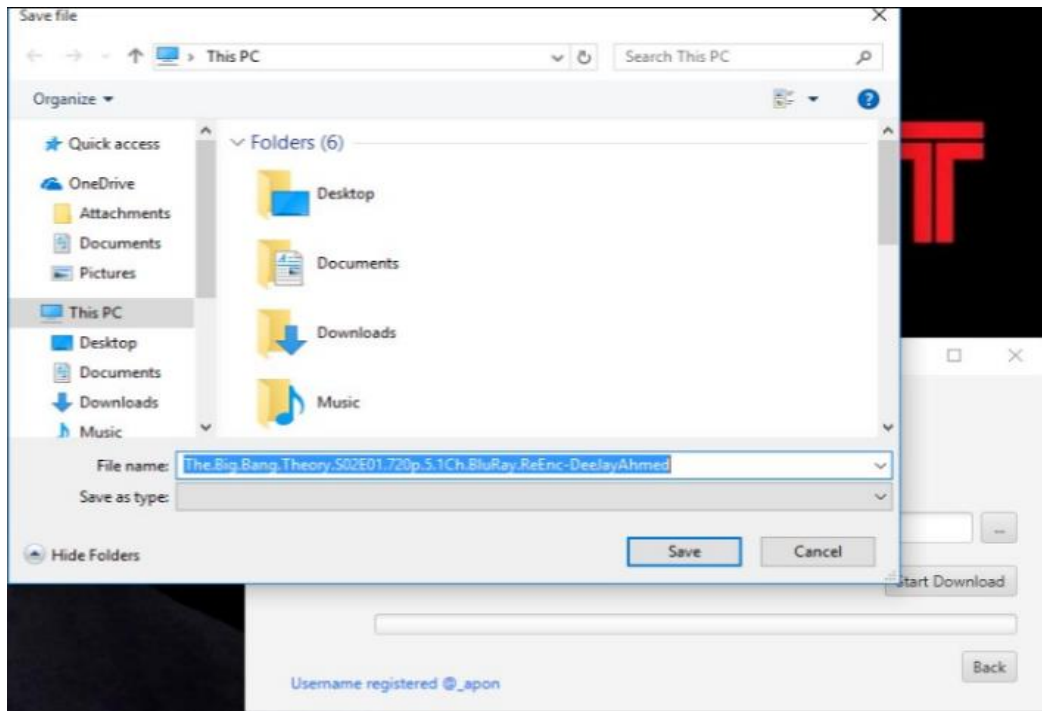 Save file
This PC
Search This PC
Organize
Quick access
OneDrive
Attachments
Documents
Pictures
This PC
Desktop
Documents
Downloads
Music
Folders (6)
Desktop
Documents
Downloads
Music
File name: The.Big.Bang.Theory.S02E01.720p.5.1Ch.BluRay.ReEnc-DeeJayAhmed
Save as type:
Hide Folders
Save
Cancel
...
Start Download
Back
Username registered @_apon